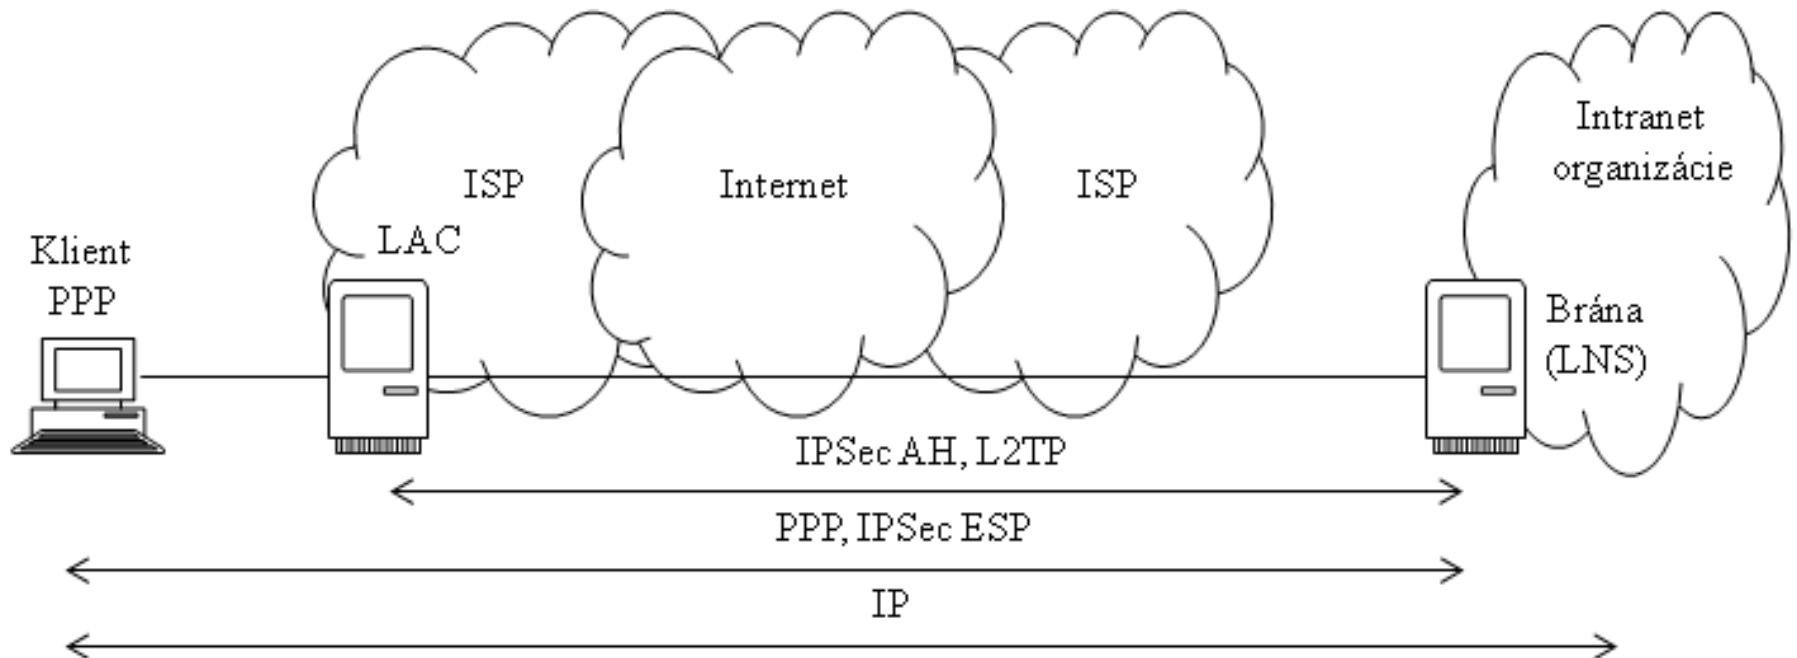 ISP
Internet
ISP
Intranet
organizácie
LAC
Klient
PPP
Brána
(LNS)
IPSec AH, L2TP
PPP, IPSec ESP
IP